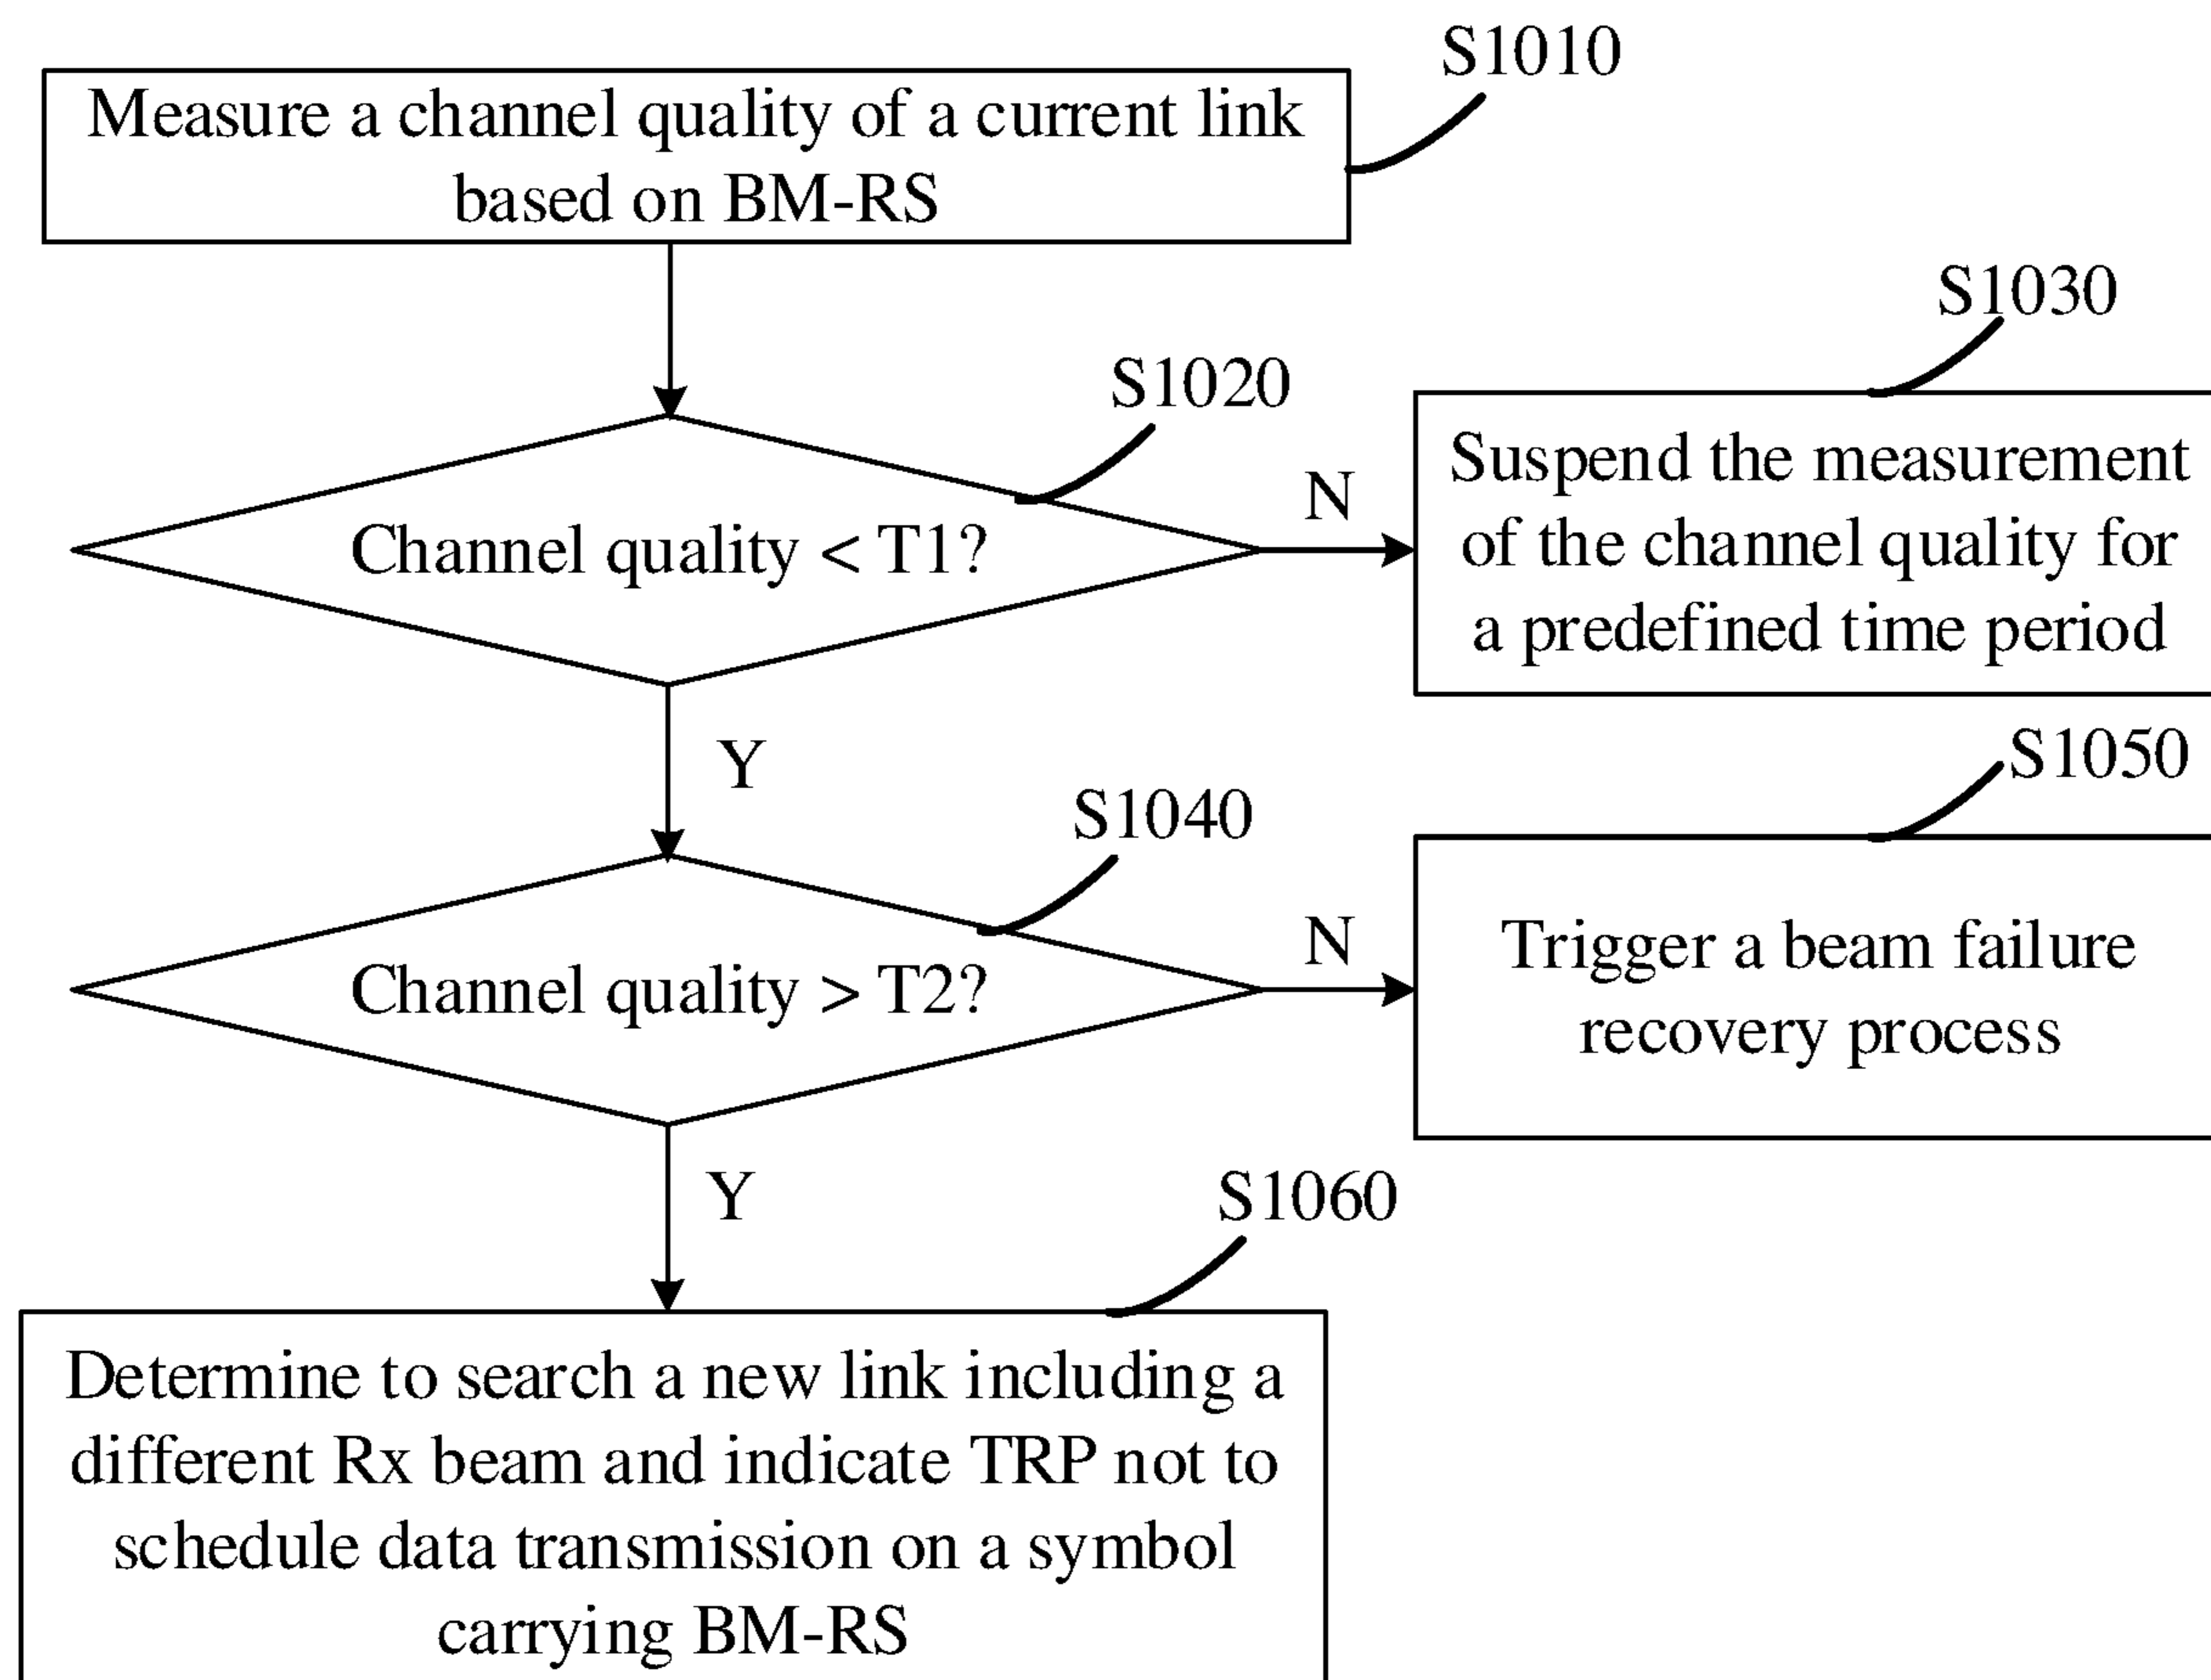 S1010
Measure a channel quality of a current link
based on BM-RS
S1030
S1020
Suspend the measurement
of the channel quality for
a predefined time period
N
Channel quality < T1?
Y
S1050
S1040
Trigger a beam failure
recovery process
N
Channel quality > T2?
Y
S1060
Determine to search a new link including a
different Rx beam and indicate TRP not to
schedule data transmission on a symbol
carrying BM-RS